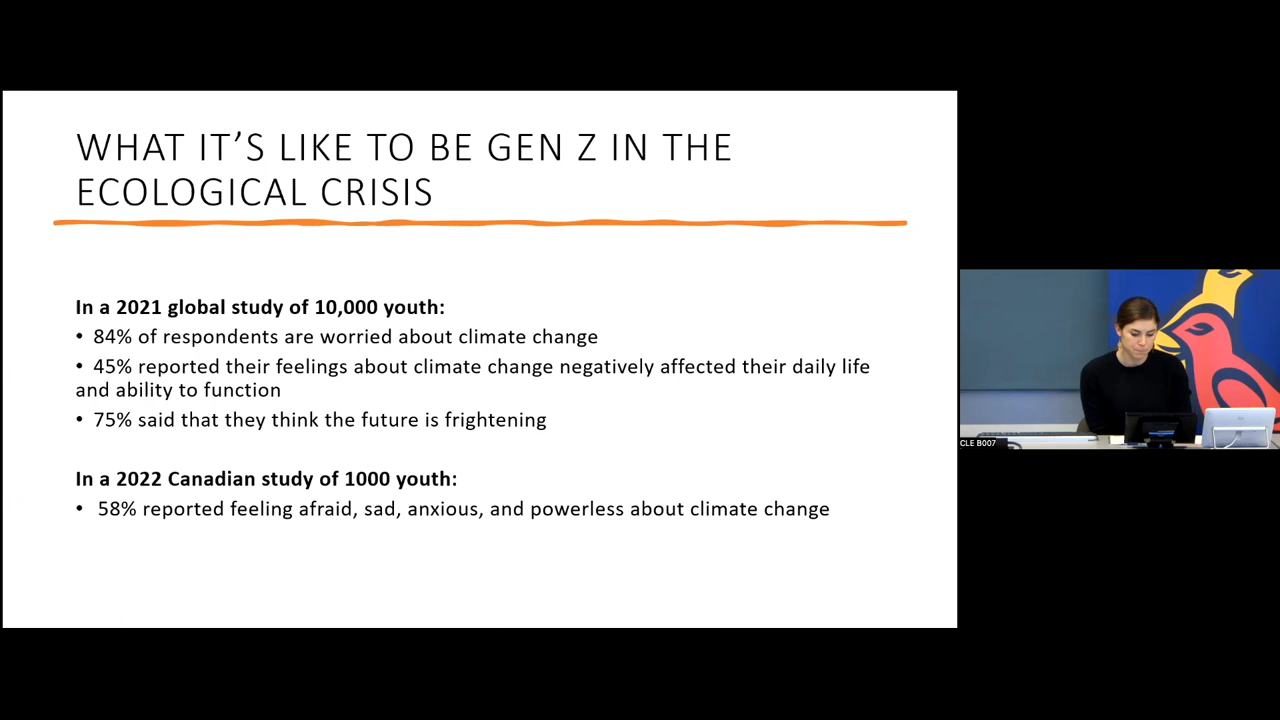 WHAT IT’S LIKE TO BE GEN Z IN THE
ECOLOGICAL CRISIS
In a 2021 global study of 10,000 youth:
• 84% of respondents are worried about climate change
• 45% reported their feelings about climate change negatively affected their daily life
and ability to function
• 75% said that they think the future is frightening
In a 2022 Canadian study of 1000 youth:
• 58% reported feeling afraid, sad, anxious, and powerless about climate change
CLE B007